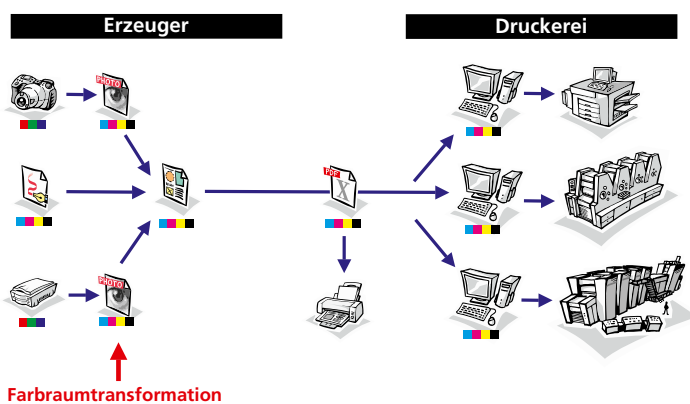 Erzeuger
Druckerei
PHOTO
PDF
X
PHOTO
Farbraumtransformation